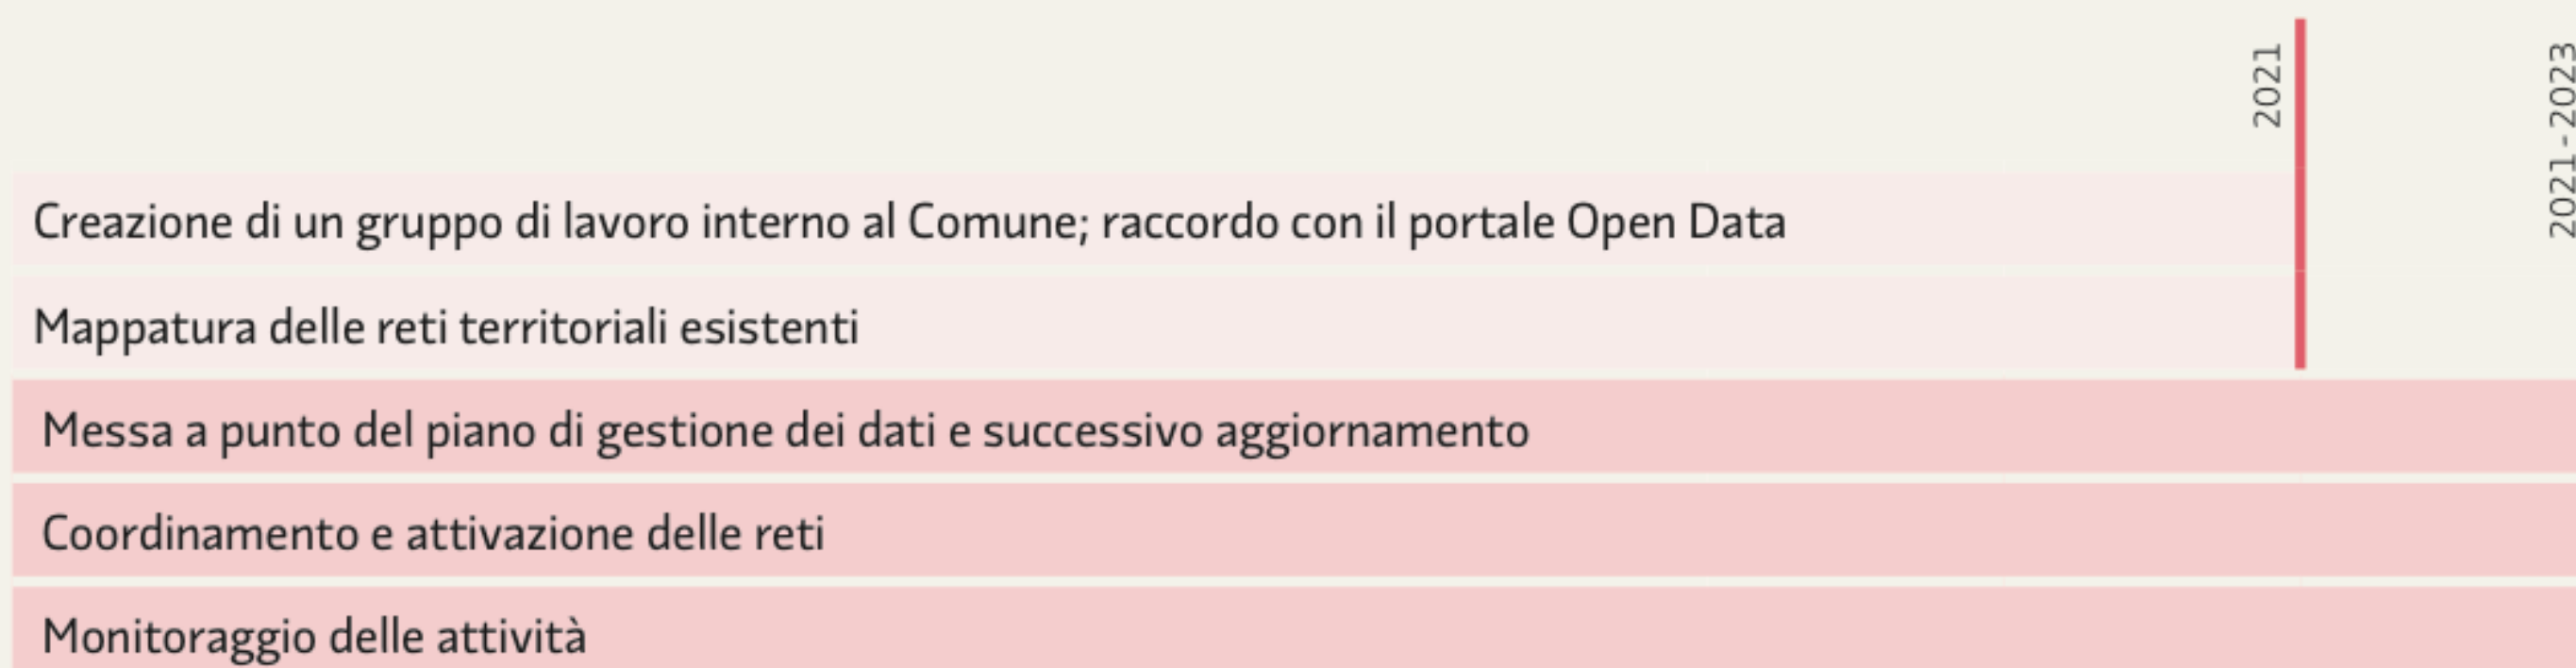 2021
2021 - 2023
Creazione di un gruppo di lavoro interno al Comune; raccordo con il portale Open Data
Mappatura delle reti territoriali esistenti
Messa a punto del piano di gestione dei dati e successivo aggiornamento
Coordinamento e attivazione delle reti
Monitoraggio delle attività